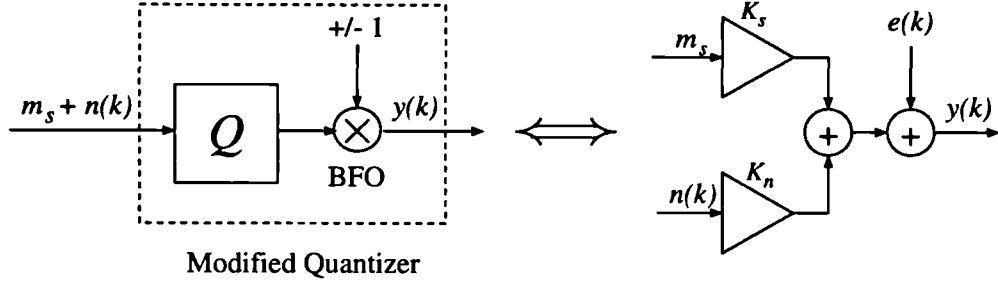 +/- 1
m_s + n(k)
Q
y(k)
BFO
Modified Quantizer
K_s
m_s
e(k)
+
+
y(k)
K_n
n(k)